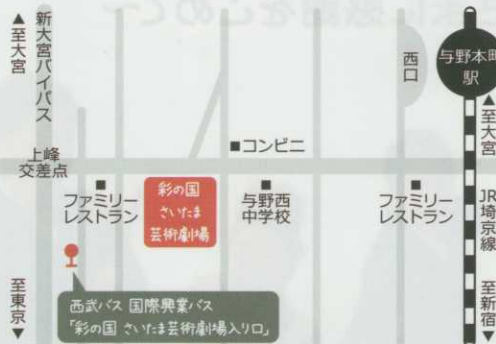 ▲至大宮
新大宮バイパス
西口
与野本町
駅
▲至大宮
■コンビニ
上峰
交差点
■
ファミリー
レストラン
彩の国
さいたま
芸術劇場
■
与野西
中学校
■
ファミリー
レストラン
JR埼京線
至東京▼
至新宿▼
西武バス 国際興業バス
「彩の国 さいたま芸術劇場入り口」